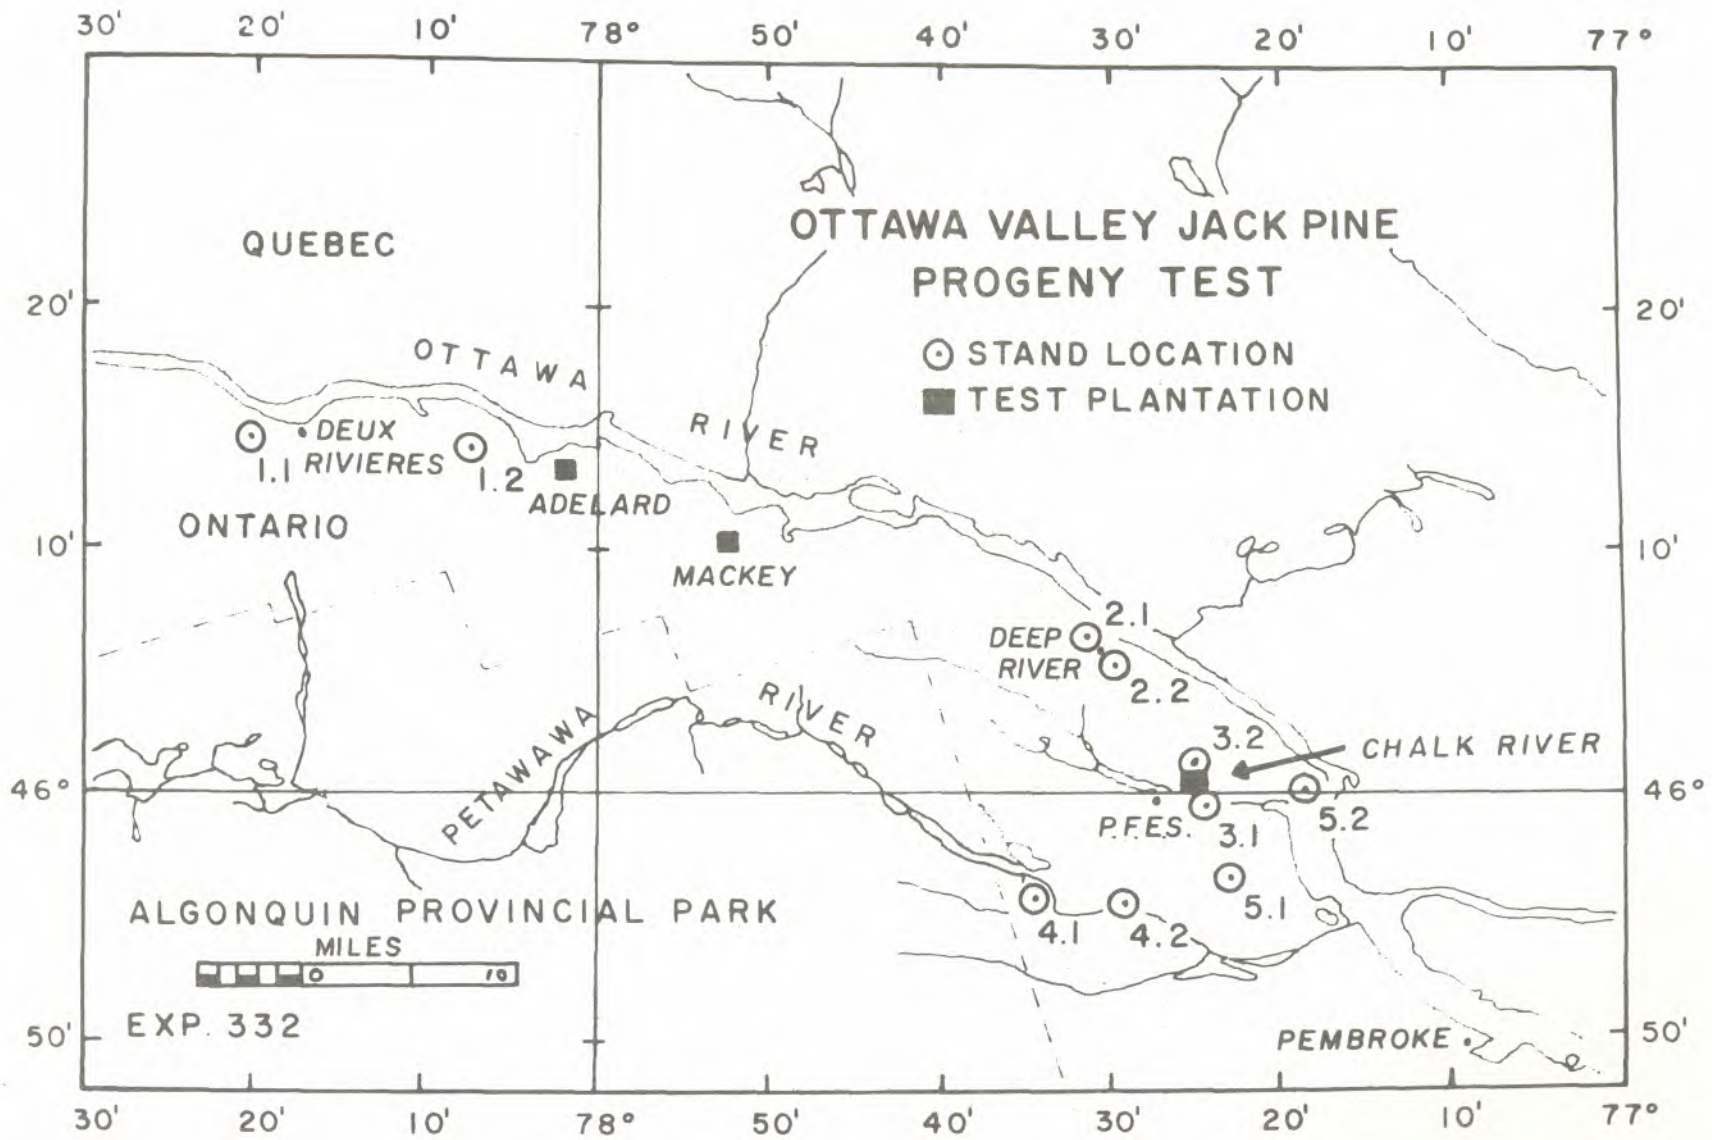 30' 20' 10' 78° 50' 40' 30' 20' 10' 77°
OTTAWA VALLEY JACK PINE
PROGENY TEST
QUEBEC
20' 20'
STAND LOCATION
TEST PLANTATION
OTTAWA RIVER
DEUX
RIVIERES
1.1
1.2
ADELARD
ONTARIO
10' 10'
MACKEY
2.1
DEEP
RIVER
2.2
PETAWAWA RIVER
3.2
CHALK RIVER
46° 46°
P.F.E.S.
3.1
5.2
5.1
4.1
4.2
ALGONQUIN PROVINCIAL PARK
MILES
0 10
EXP. 332
50' 50'
PEMBROKE
30' 20' 10' 78° 50' 40' 30' 20' 10' 77°